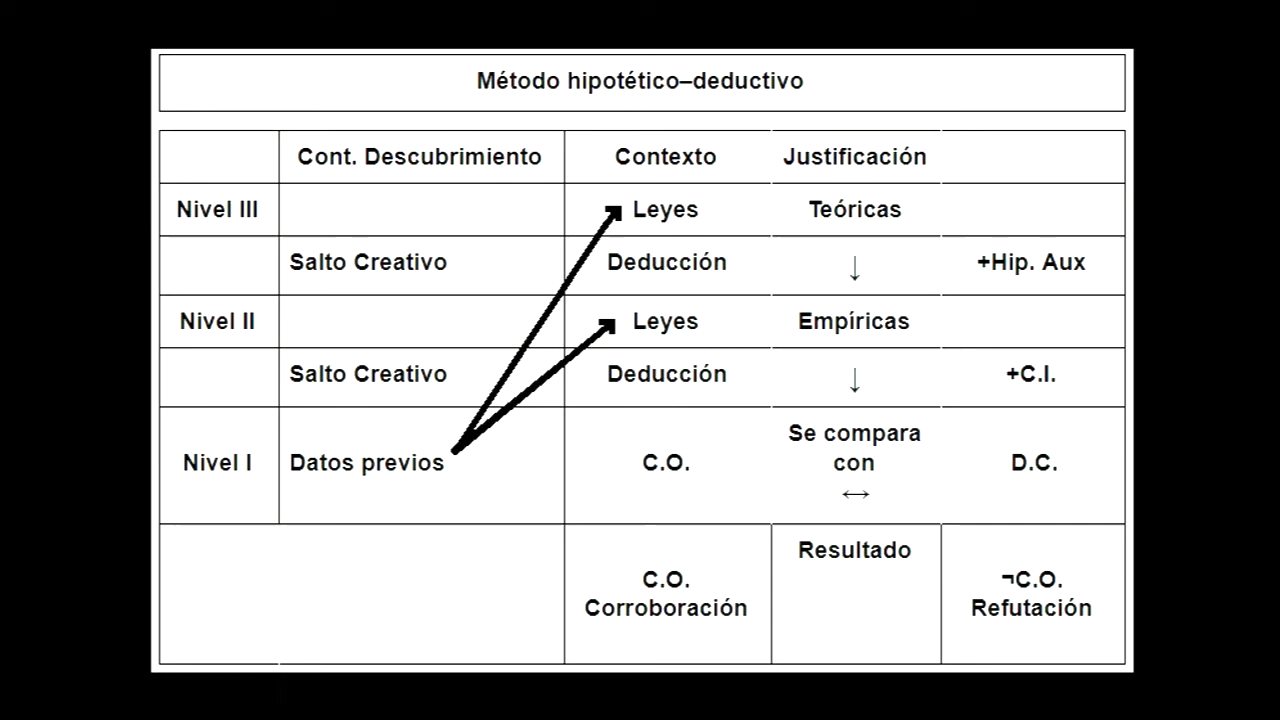 Método hipotético–deductivo
Cont. Descubrimiento
Contexto
Justificación
Nivel III
Leyes
Teóricas
Salto Creativo
Deducción
↓
+Hip. Aux
Nivel II
Leyes
Empíricas
Salto Creativo
Deducción
↓
+C.I.
Nivel I
Datos previos
C.O.
Se compara
con
↔
D.C.
C.O.
Corroboración
Resultado
¬C.O.
Refutación